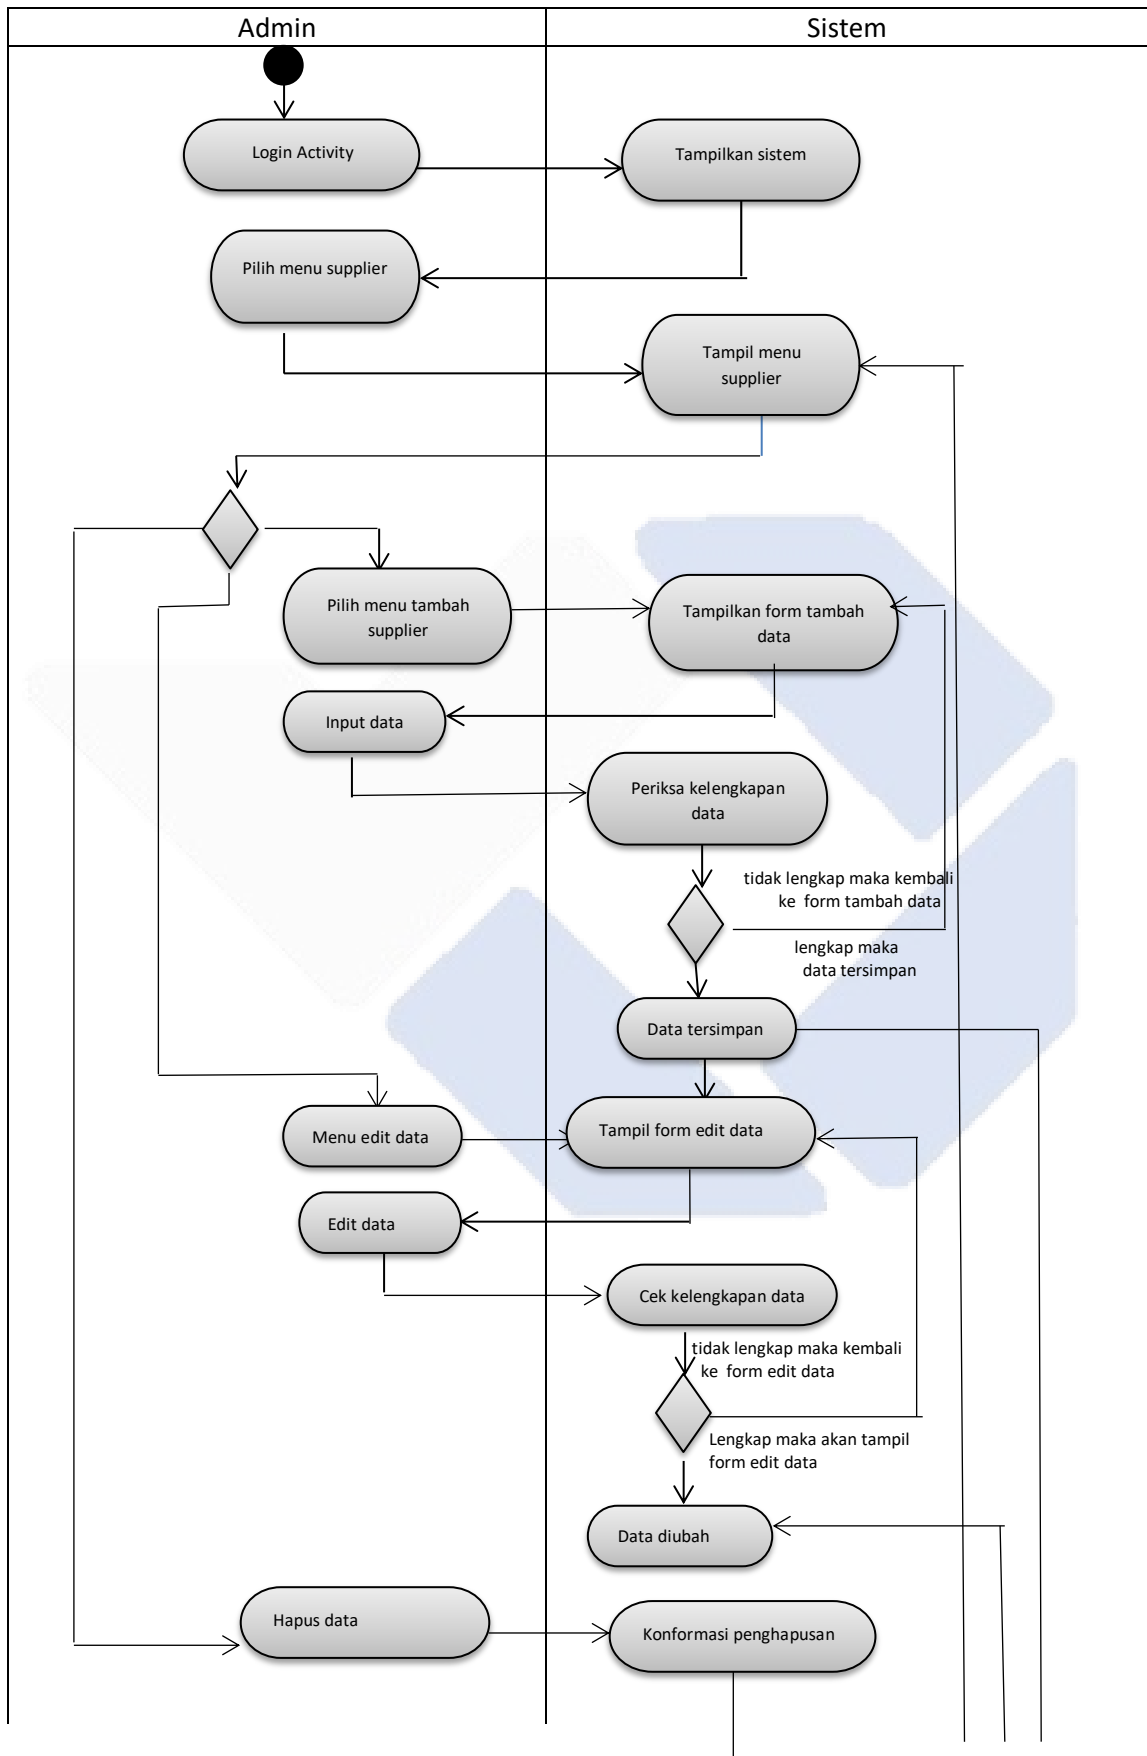 Admin
Sistem
Login Activity
Tampilkan sistem
Pilih menu supplier
Tampil menu
supplier
Pilih menu tambah
supplier
Tampilkan form tambah
data
Input data
Periksa kelengkapan
data
tidak lengkap maka kembali
ke form tambah data
lengkap maka
data tersimpan
Data tersimpan
Menu edit data
Tampil form edit data
Edit data
Cek kelengkapan data
tidak lengkap maka kembali
ke form edit data
Lengkap maka akan tampil
form edit data
Data diubah
Hapus data
Konformasi penghapusan